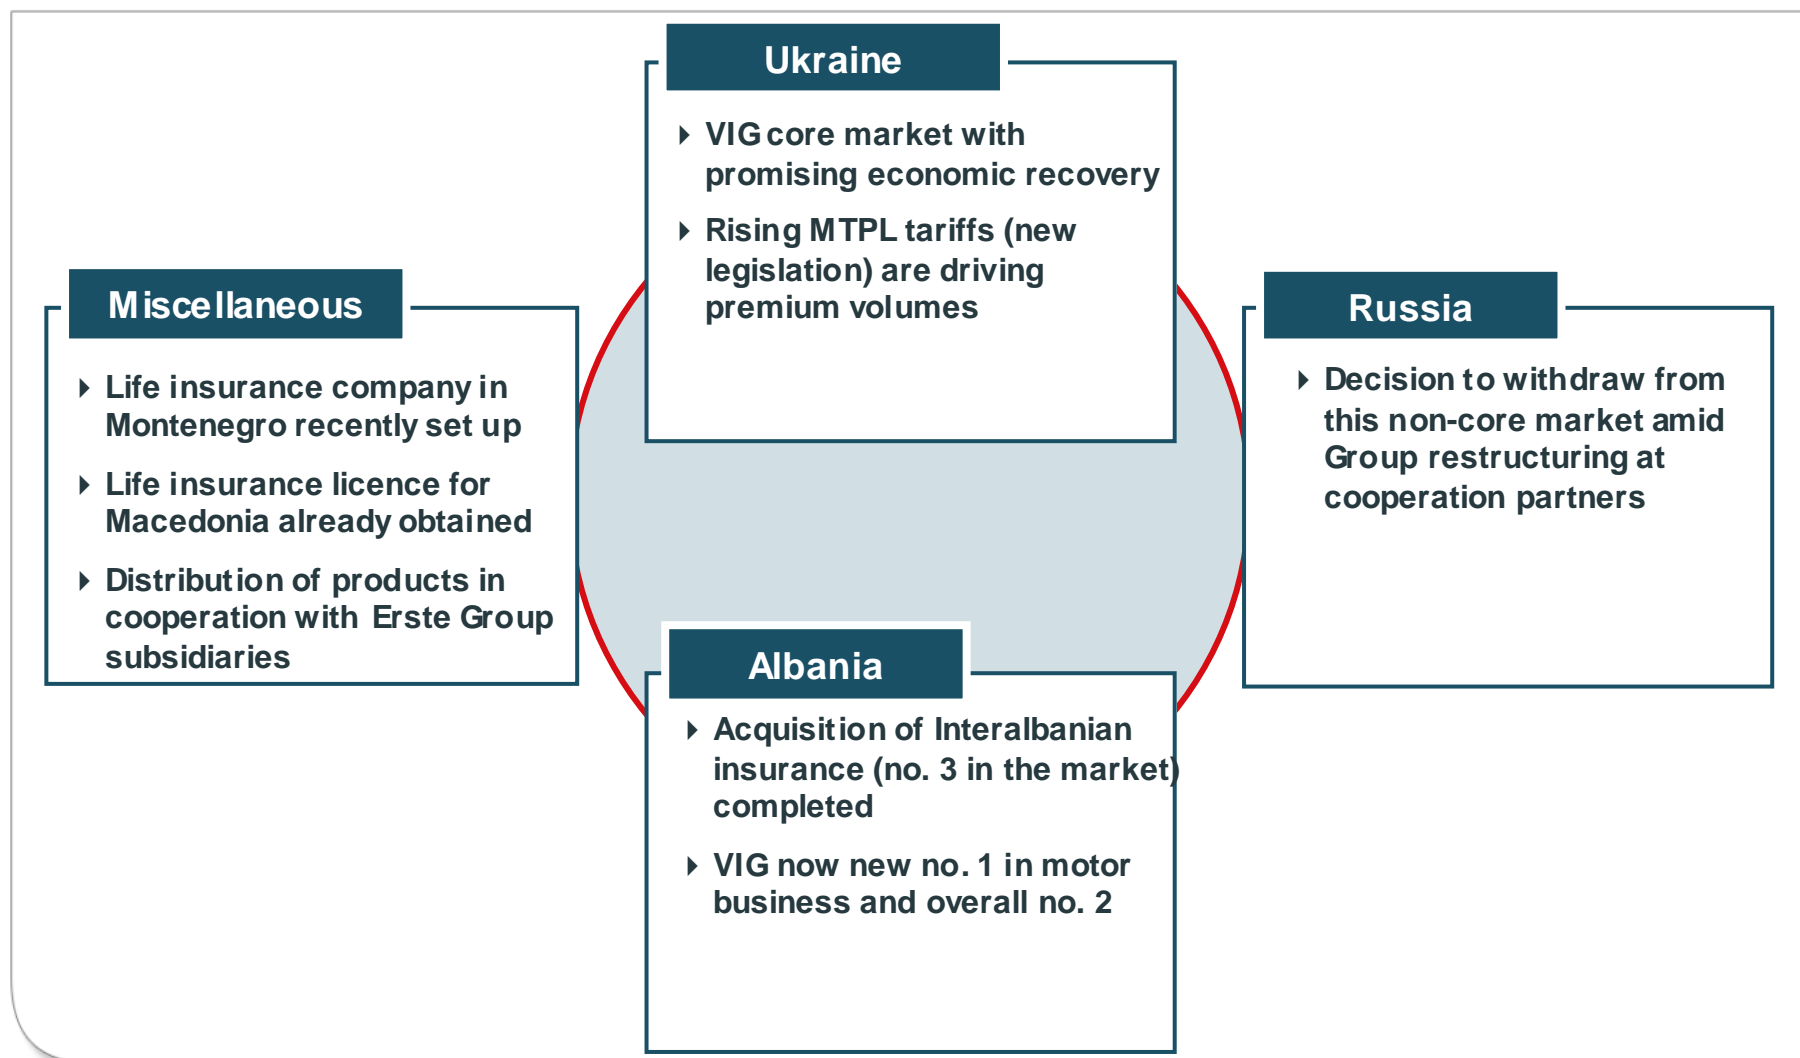 Ukraine
VIG core market with
promising economic recovery
Rising MTPL tariffs (new
legislation) are driving
premium volumes
Miscellaneous
Life insurance company in
Montenegro recently set up
Life insurance licence for
Macedonia already obtained
Distribution of products in
cooperation with Erste Group
subsidiaries
Russia
Decision to withdraw from
this non-core market amid
Group restructuring at
cooperation partners
Albania
Acquisition of Interalbanian
insurance (no. 3 in the market)
completed
VIG now new no. 1 in motor
business and overall no. 2